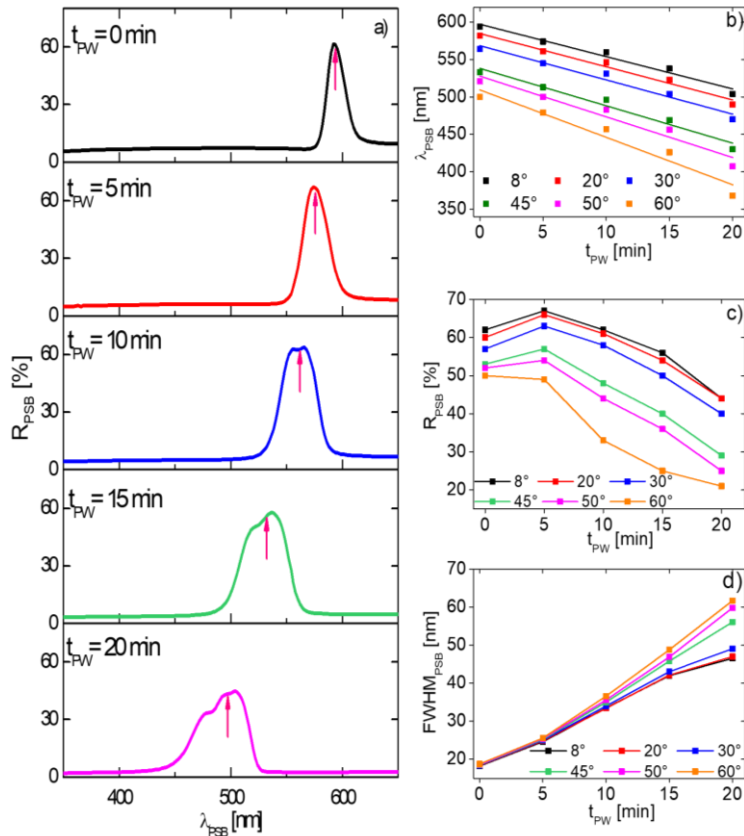 a)
t_PW = 0 min
60
30
0
t_PW = 5 min
60
30
0
t_PW = 10 min
60
30
0
t_PW = 15 min
60
30
0
t_PW = 20 min
60
30
0
400 500 600
R_PSB [%]
λ_PSB [nm]
b)
600
550
500
450
400
350
λ_PSB [nm]
8° 20° 30°
45° 50° 60°
0 5 10 15 20
t_PW [min]
c)
70
60
50
40
30
20
R_PSB [%]
8° 20° 30°
45° 50° 60°
0 5 10 15 20
t_PW [min]
d)
70
60
50
40
30
20
FWHM_PSB [nm]
8° 20° 30°
45° 50° 60°
0 5 10 15 20
t_PW [min]